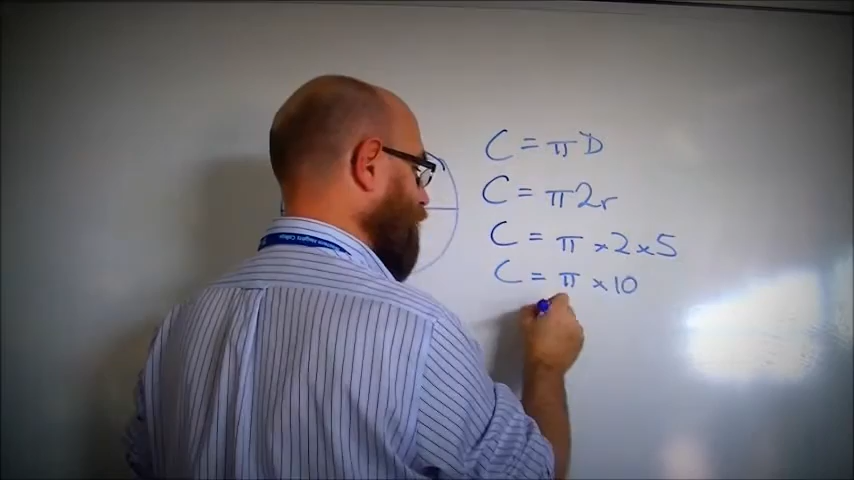 C = πD
C = π2r
C = π × 2 × 5
C = π × 10